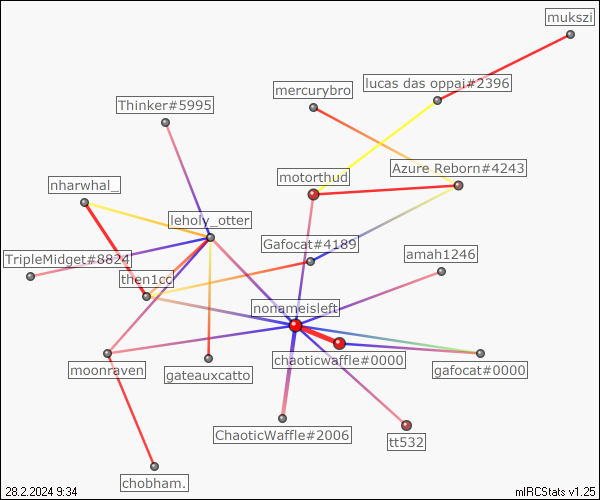 mukszi
lucas das oppai#2396
mercurybro
Thinker#5995
Azure Reborn#4243
motorthud
nharwhal_
leholy_otter
Gafocat#4189
amah1246
TripleMidget#8824
then1cc
nonameisleft
chaoticwaffle#0000
moonraven
gateauxcatto
gafocat#0000
ChaoticWaffle#2006
tt532
chobham.
28.2.2024 9:34
mIRCStats v1.25